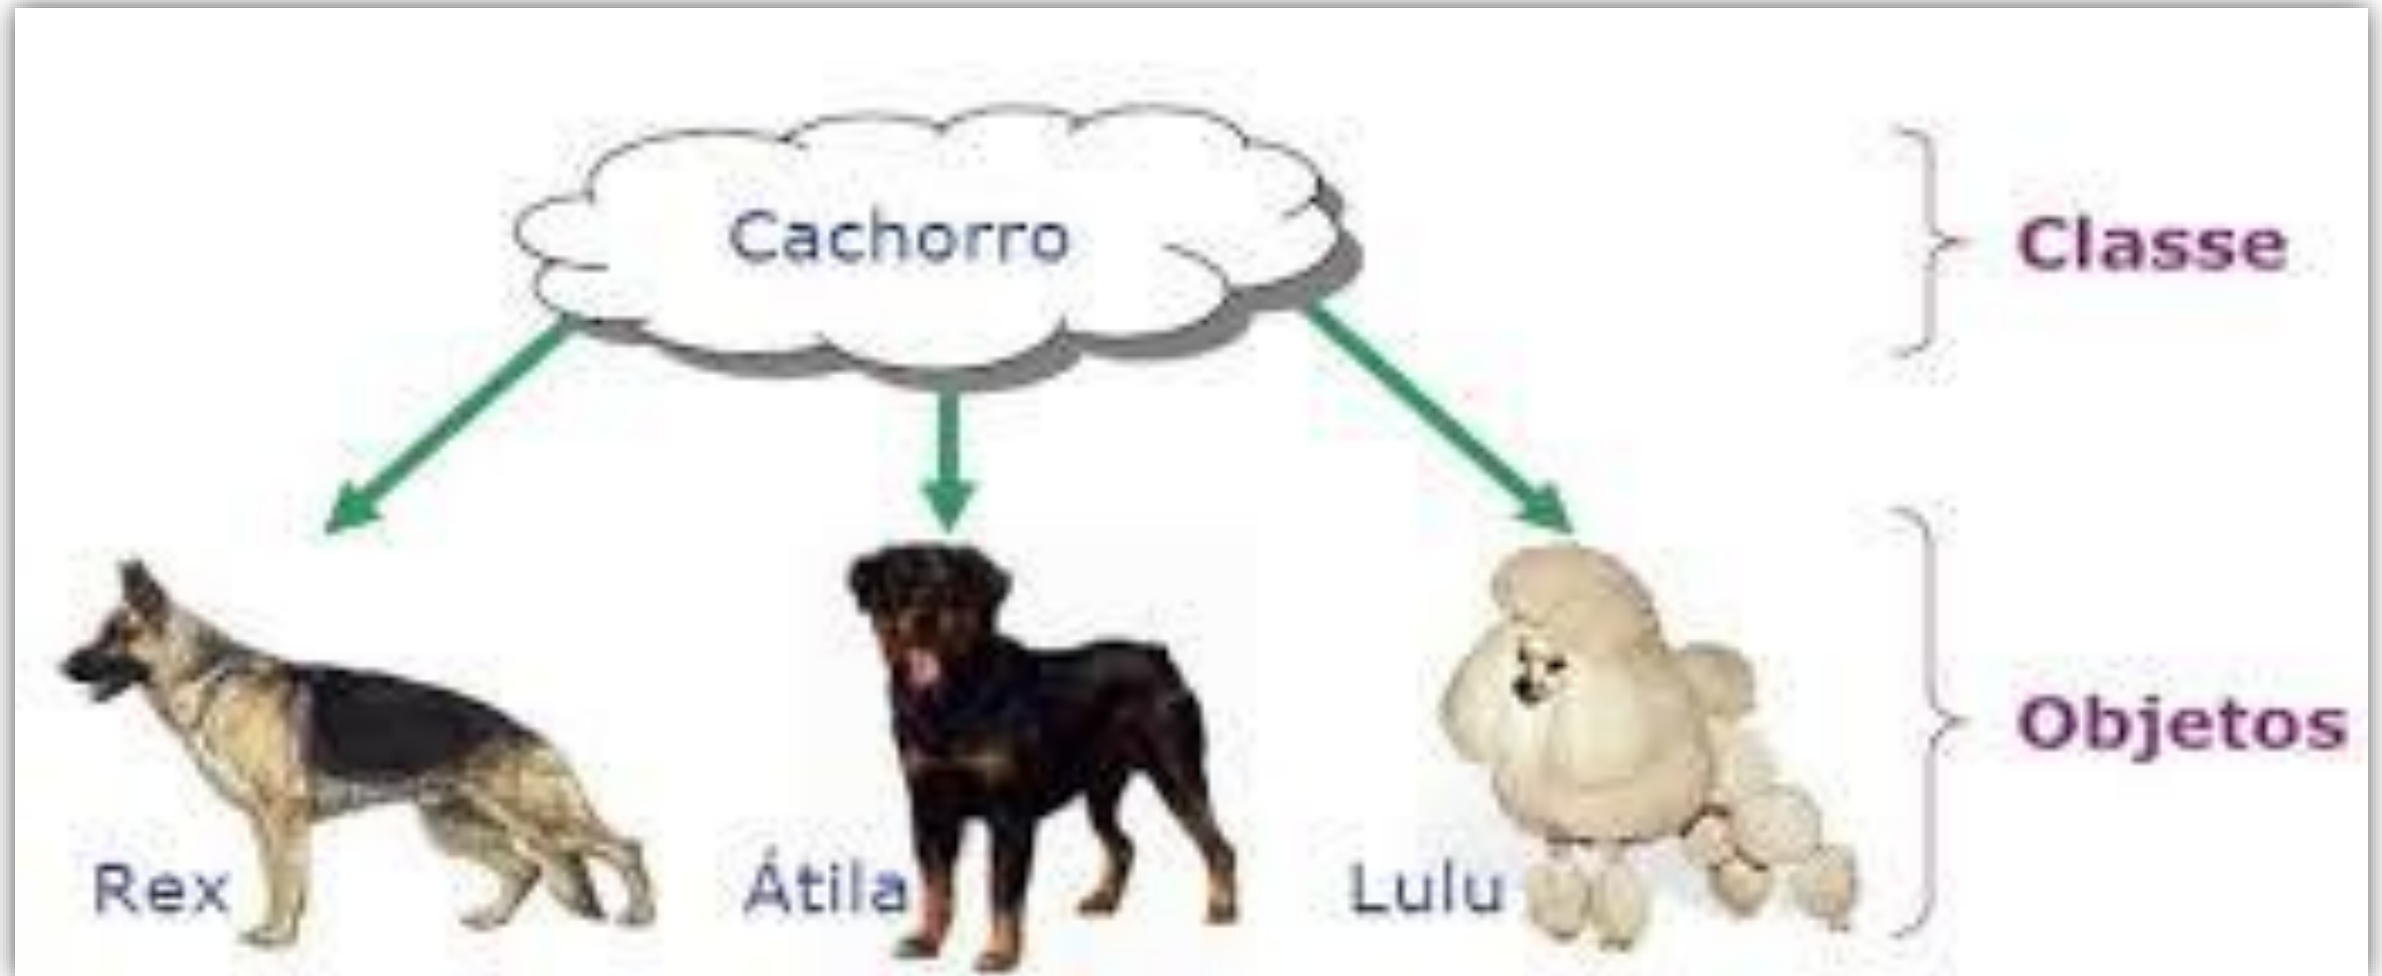 Cachorro
Classe
Objetos
Rex
Átila
Lulu